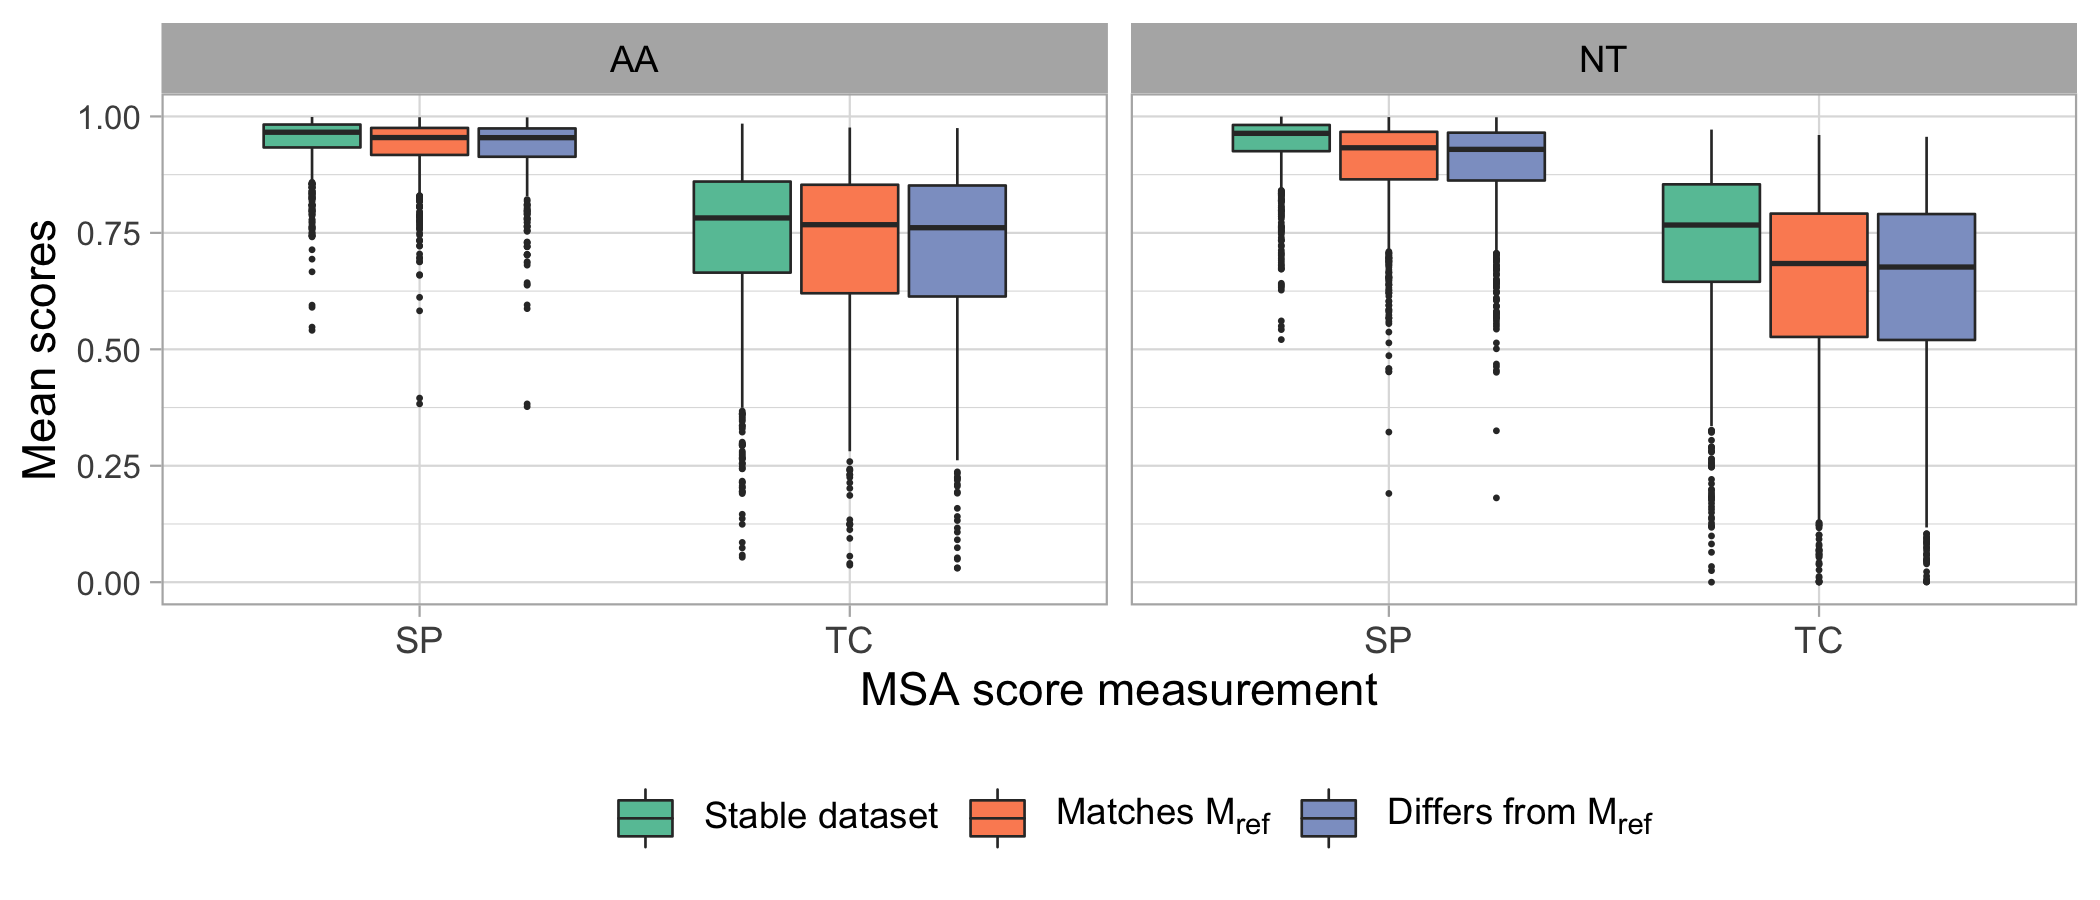 AA
NT
Mean scores
1.00
0.75
0.50
0.25
0.00
SP
TC
SP
TC
MSA score measurement
Stable dataset
Matches Mref
Differs from Mref